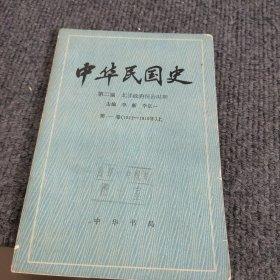 中华民国史
第二编 北洋政府统治时期
主编 李新 李宗一
第一卷(1912—1916年)上
中华书局